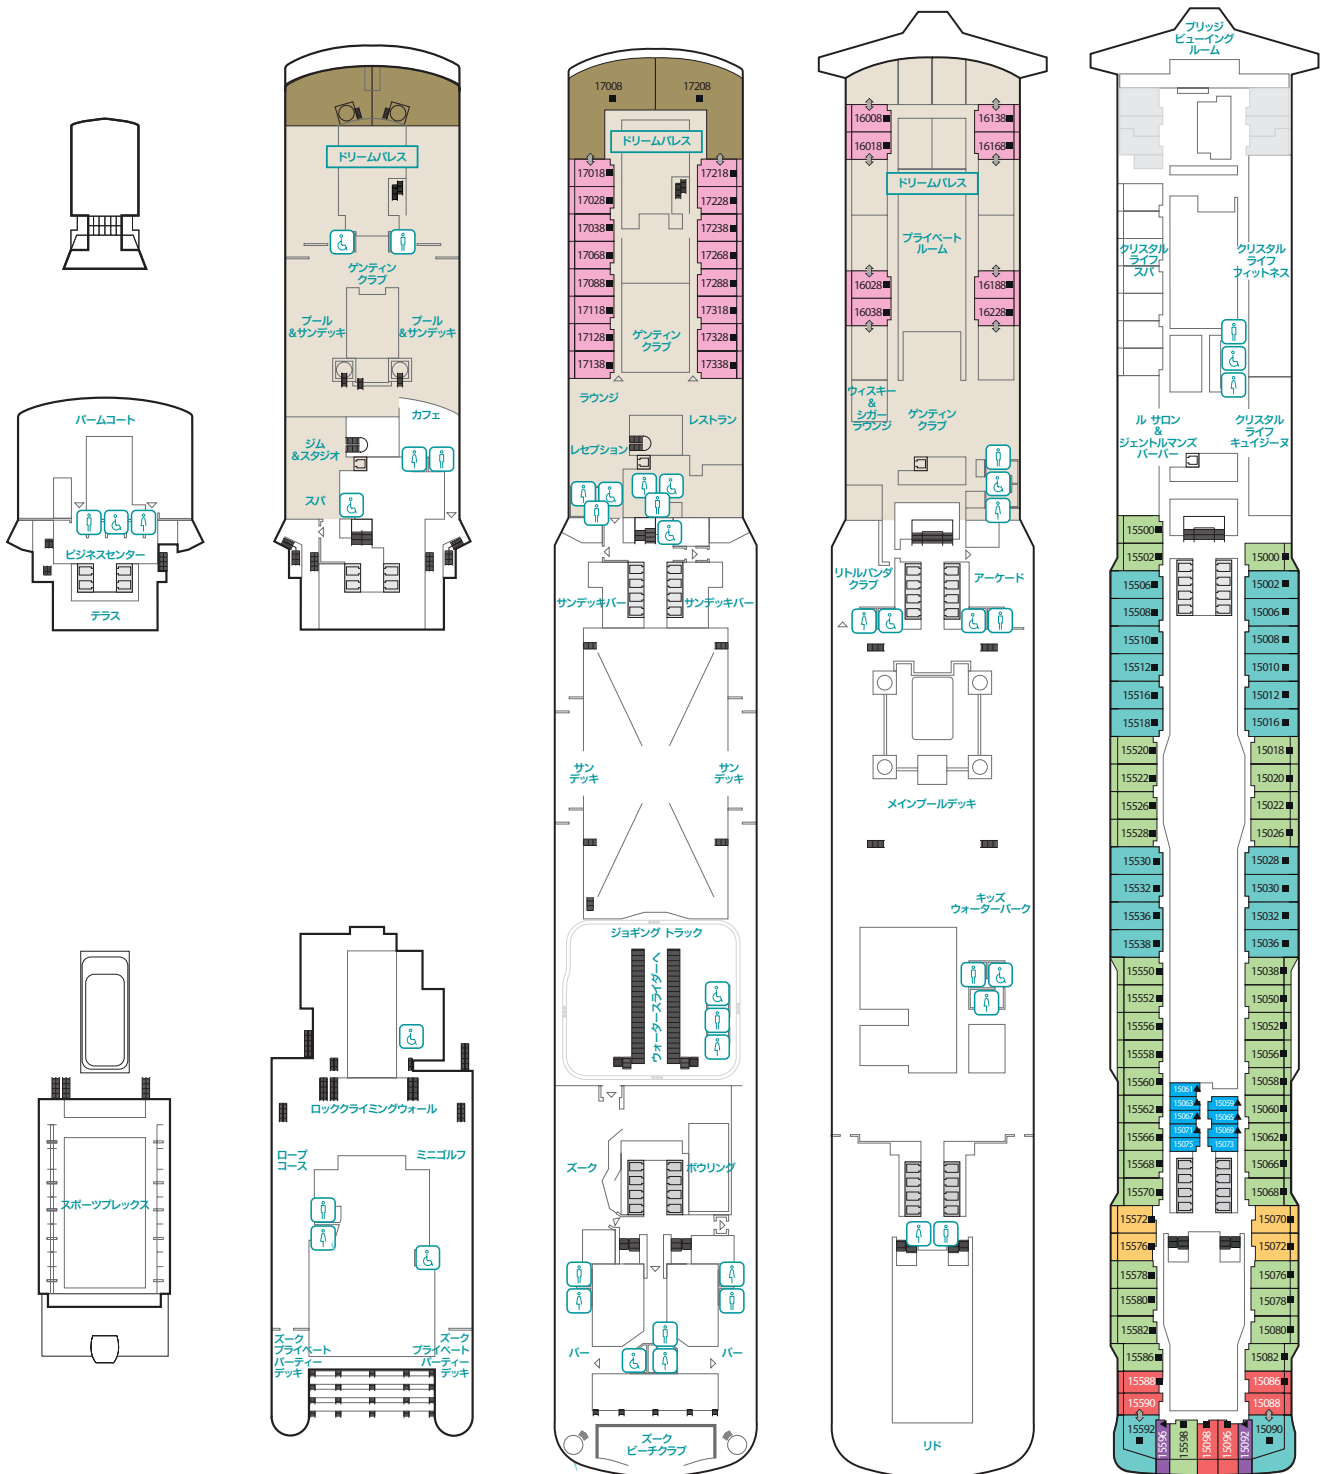 パームコート
ビジネスセンター
テラス
スポーツプレックス
ドリームパレス
ゲンティン
クラブ
プール
&サンデッキ
プール
&サンデッキ
カフェ
ジム
&スタジオ
スパ
ロッククライミングウォール
ロープ
コース
ミニゴルフ
ズーク
プライベート
パーティー
デッキ
ズーク
プライベート
パーティー
デッキ
17008
17208
ドリームパレス
17018
17028
17038
17068
17088
17118
17128
17138
17218
17228
17238
17268
17288
17318
17328
17338
ゲンティン
クラブ
ラウンジ
レストラン
レセプション
サンデッキバー
サンデッキバー
サン
デッキ
サン
デッキ
ジョギング トラック
ウォータースライダーへ
ズーク
ボウリング
バー
バー
ズーク
ビーチクラブ
16008
16018
16138
16168
ドリームパレス
プライベート
ルーム
16028
16038
16188
16228
ウィスキー
&
シガー
ラウンジ
ゲンティン
クラブ
リトルパンダ
クラブ
アーケード
メインプールデッキ
キッズ
ウォーターパーク
リド
ブリッジ
ビューイング
ルーム
クリスタル
ライフ
スパ
クリスタル
ライフ
フィットネス
ル サロン
&
ジェントルマンズ
バーバー
クリスタル
ライフ
キュイジーヌ
15500
15502
15506
15508
15510
15512
15516
15518
15520
15522
15526
15528
15530
15532
15536
15538
15550
15552
15556
15558
15560
15562
15566
15568
15570
15572
15576
15578
15580
15582
15586
15588
15590
15592
15000
15002
15006
15008
15010
15012
15016
15018
15020
15022
15026
15028
15030
15032
15036
15038
15050
15052
15056
15058
15060
15062
15066
15068
15070
15072
15076
15078
15080
15082
15086
15088
15090
15061
15063
15067
15071
15075
15059
15065
15069
15073
15596
15598
15098
15096
15092